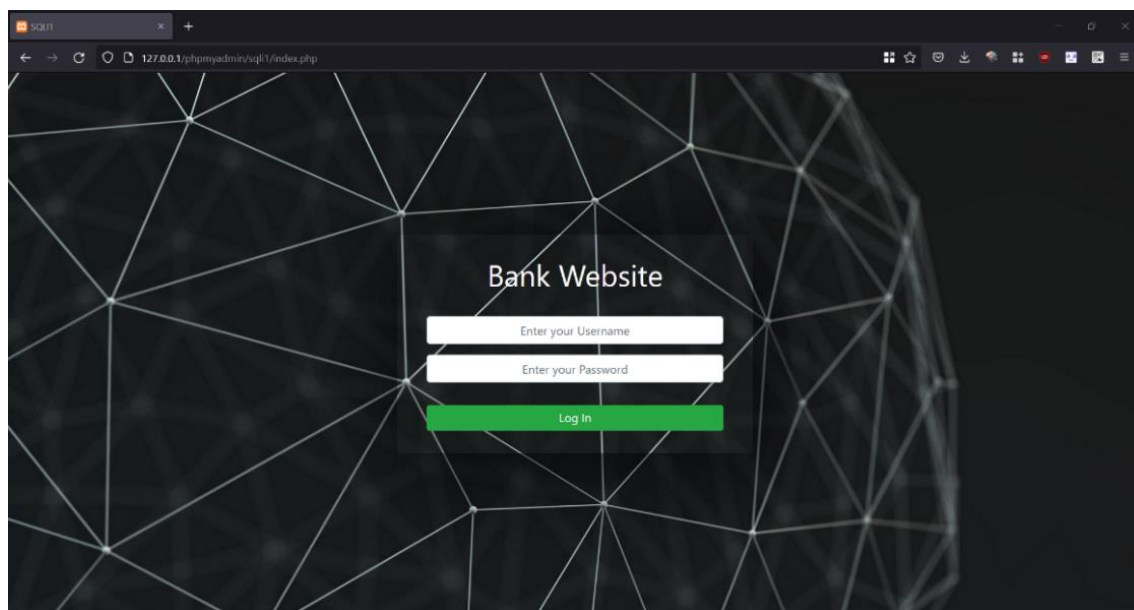 SQLI1
127.0.0.1/phpmyadmin/sqli1/index.php
Bank Website
Enter your Username
Enter your Password
Log In